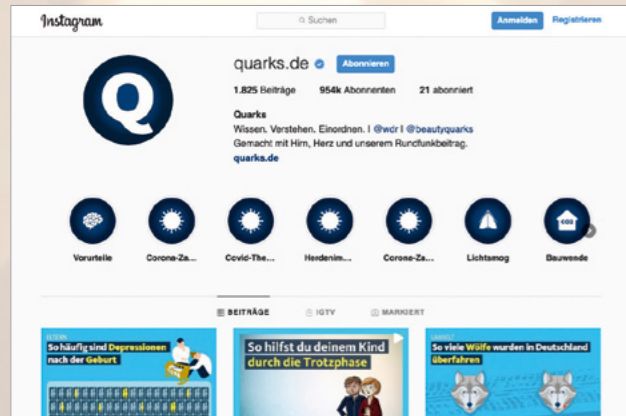 Instagram
Suchen
Anmelden
Registrieren
Q
quarks.de
Abonnieren
1.825 Beiträge 954k Abonnenten 21 abonniert
Quarks
Wissen. Verstehen. Einordnen. I @wdr I @beautyquarks
Gemacht mit Hirn, Herz und unserem Rundfunkbeitrag.
quarks.de
Vorurteile
Corona-Za...
Covid-The...
Herdenim...
Corona-Za...
Lichtsmog
Bauwende
BEITRÄGE
IGTV
MARKIERT
ELTERN
So häufig sind Depressionen
nach der Geburt
So hilfst du deinem Kind
durch die Trotzphase
So viele Wölfe wurden in Deutschland
überfahren